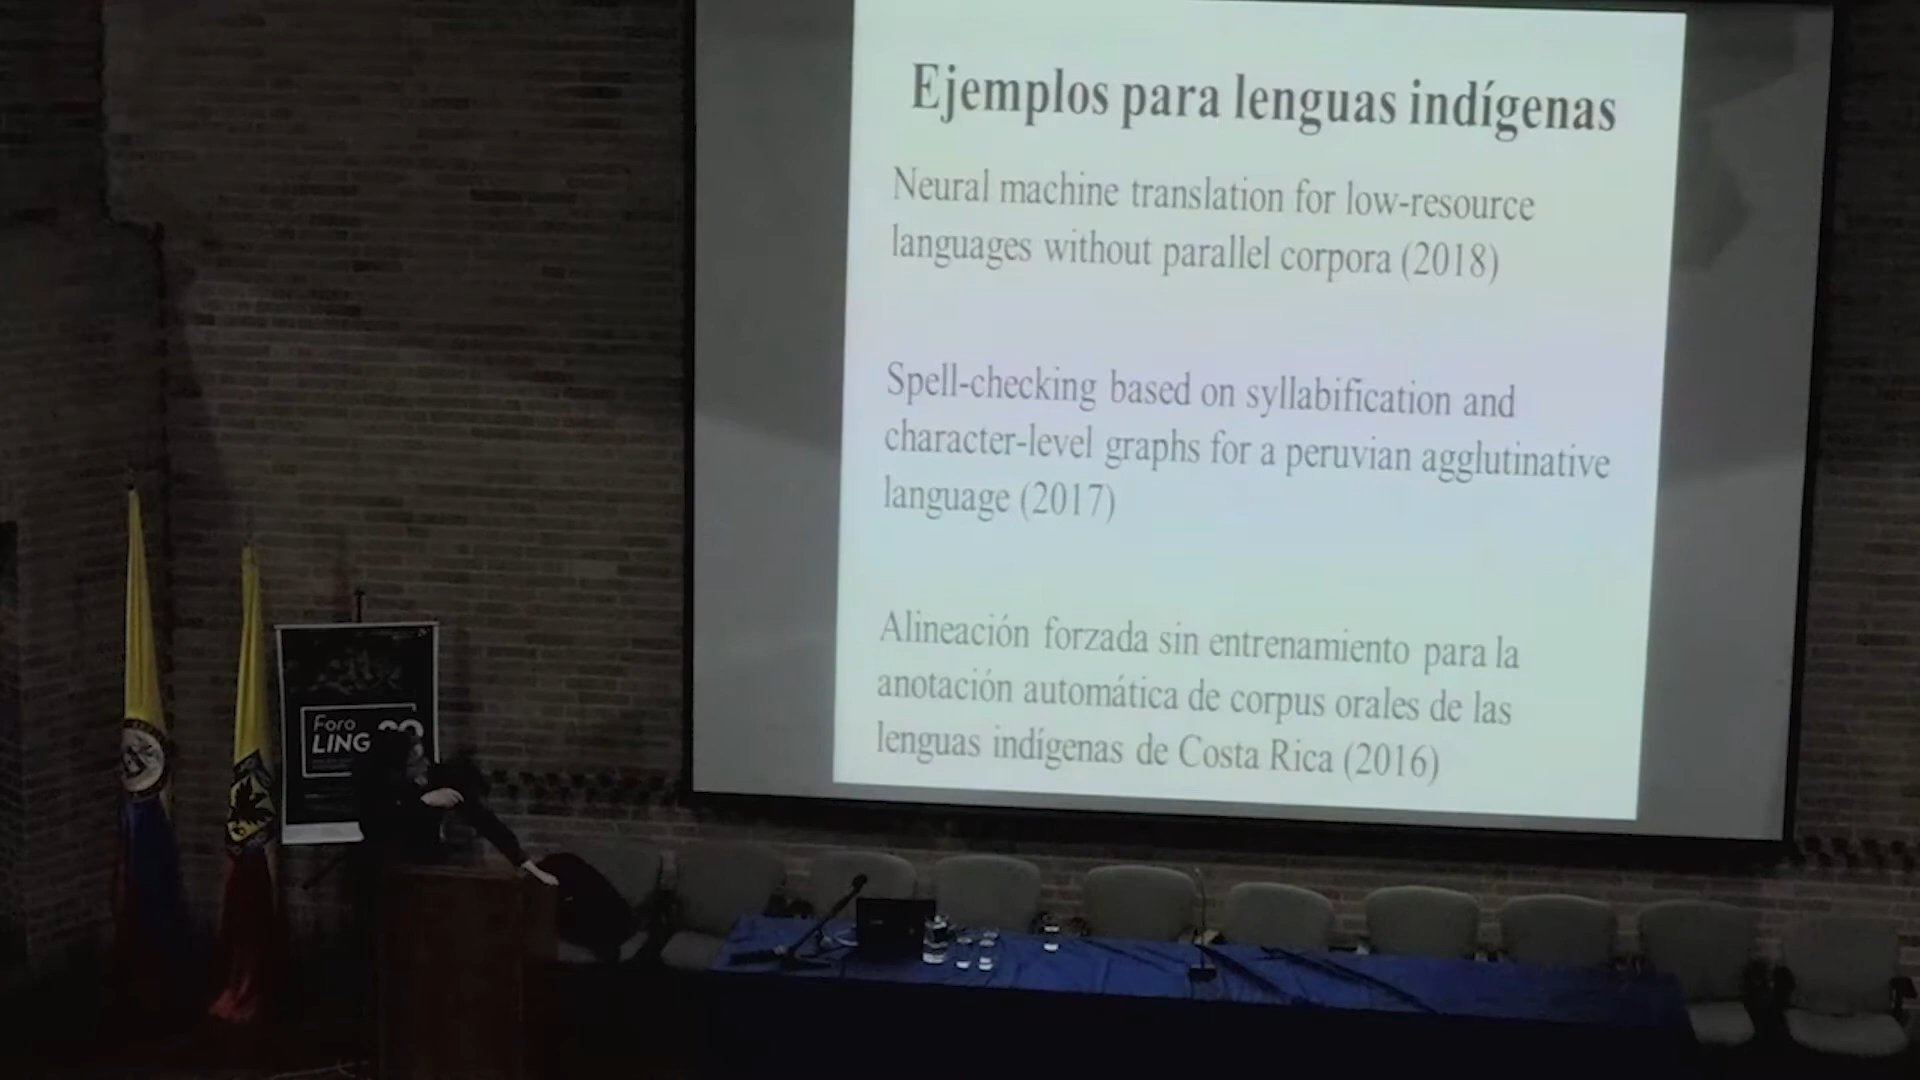 Ejemplos para lenguas indígenas
Neural machine translation for low-resource
languages without parallel corpora (2018)
Spell-checking based on syllabification and
character-level graphs for a peruvian agglutinative
language (2017)
Alineación forzada sin entrenamiento para la
anotación automática de corpus orales de las
lenguas indígenas de Costa Rica (2016)
Foro
LING